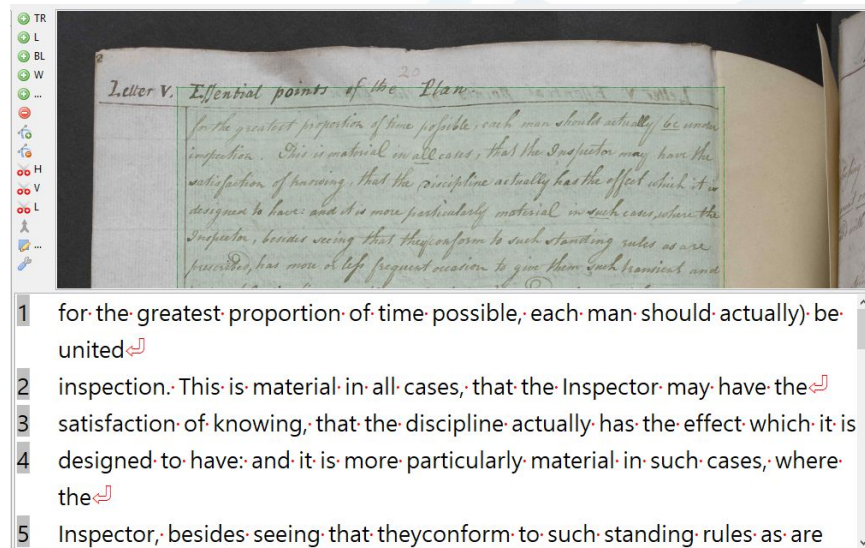 TR
L
BL
W
...
H
V
L
...
2
20
Letter V. Essential points of the Plan.
for the greatest proportion of time possible, each man should actually be under
inspection. This is material in all cases, that the Inspector may have the
satisfaction of knowing, that the discipline actually has the effect which it is
designed to have: and it is more particularly material in such cases, where the
Inspector, besides seeing that they conform to such standing rules as are
prescribed, has more or less frequent occasion to give them such transient and
1 for the greatest proportion of time possible, each man should actually) be
united
2 inspection. This is material in all cases, that the Inspector may have the
3 satisfaction of knowing, that the discipline actually has the effect which it is
4 designed to have: and it is more particularly material in such cases, where
the
5 Inspector, besides seeing that theyconform to such standing rules as are